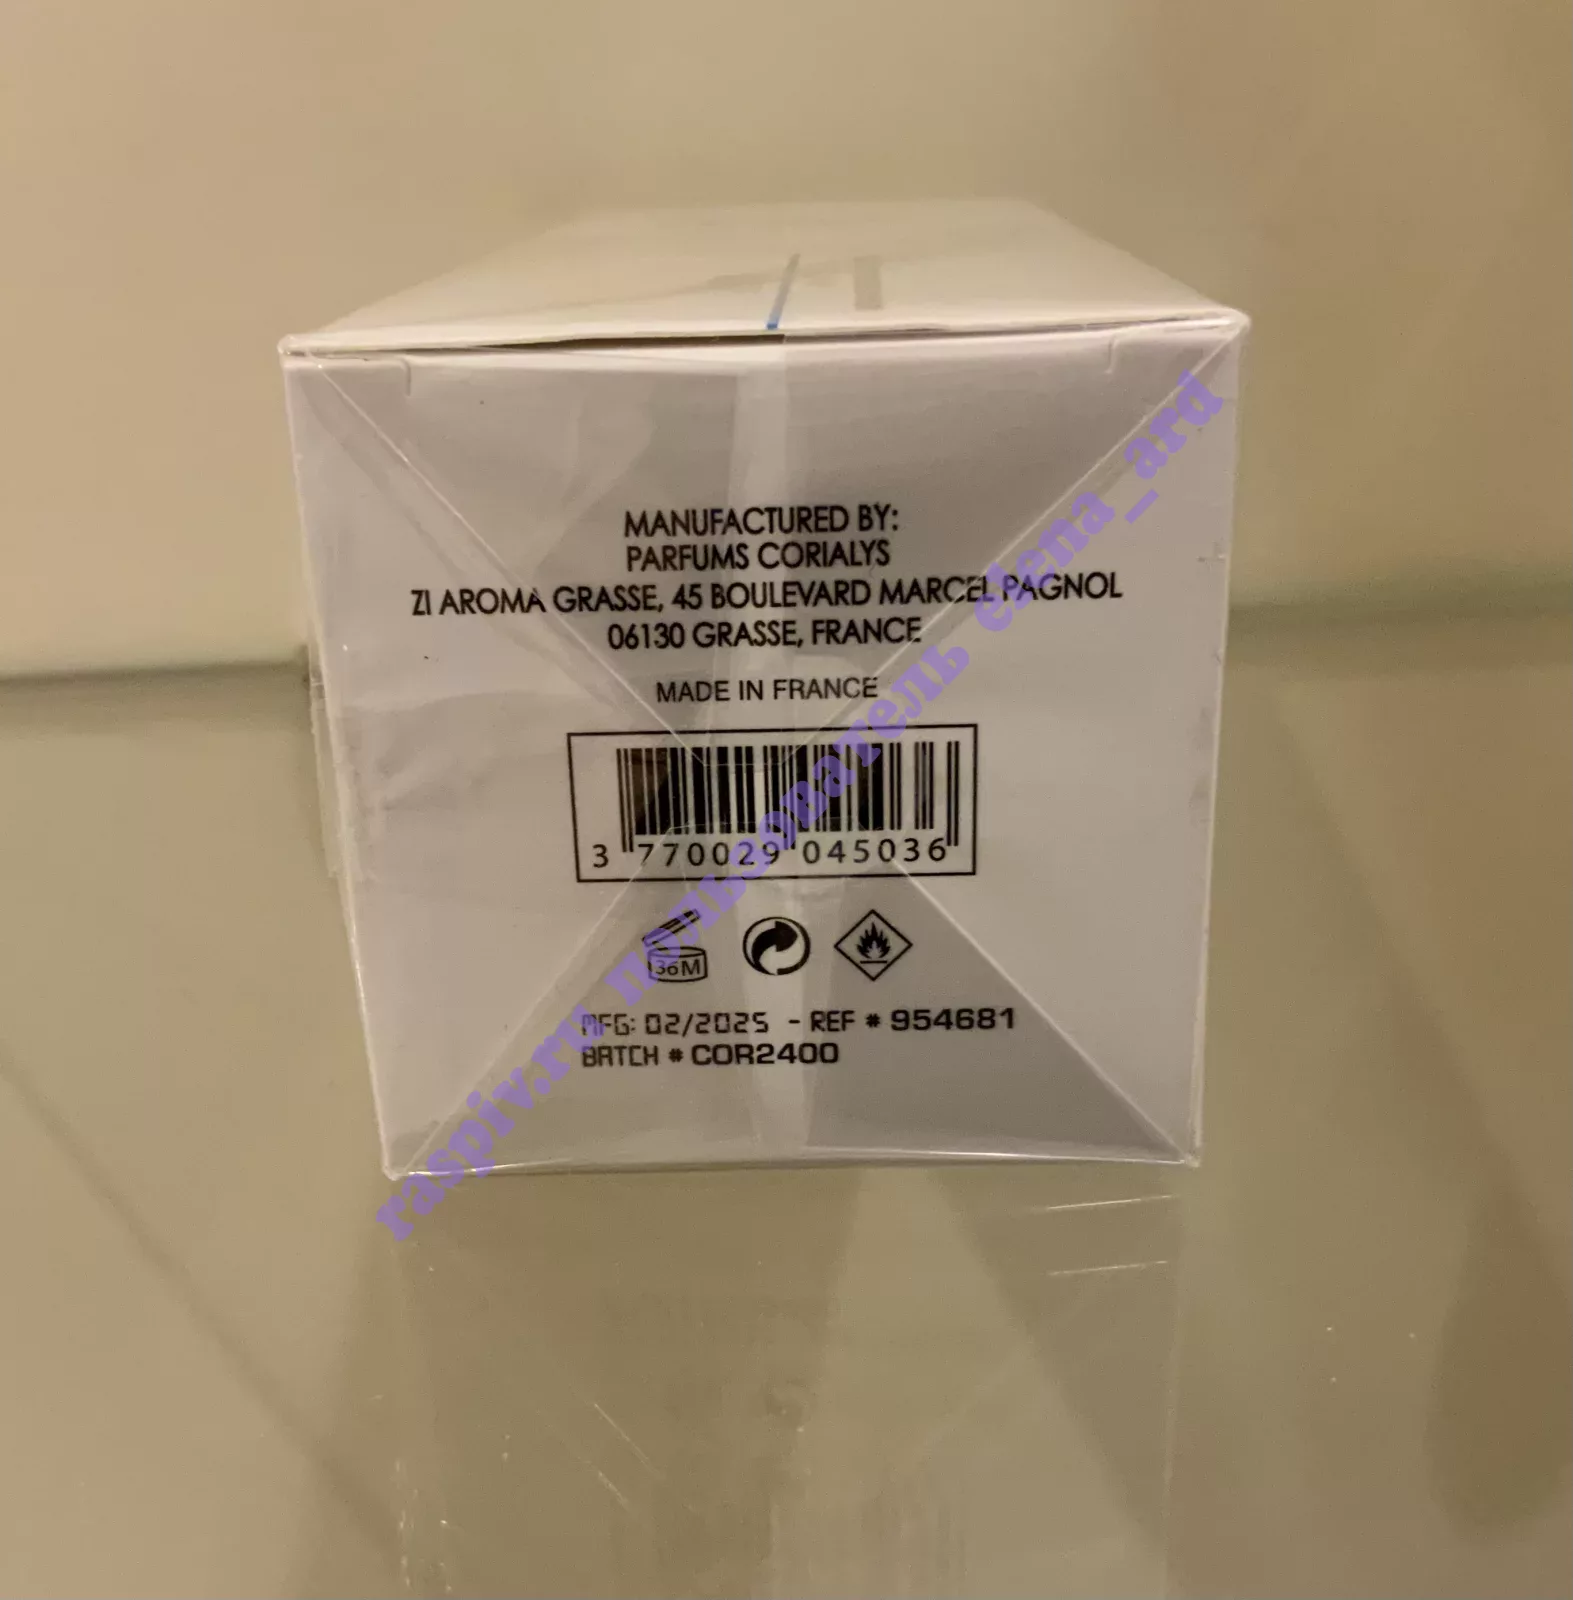 MANUFACTURED BY:
PARFUMS CORIALYS
ZI AROMA GRASSE, 45 BOULEVARD MARCEL PAGNOL
06130 GRASSE, FRANCE
MADE IN FRANCE
3 770029 045036
36M
MFG: 02/2025 - REF # 954681
BATCH # COR2400
raspiv.ru пользователь elena_ard